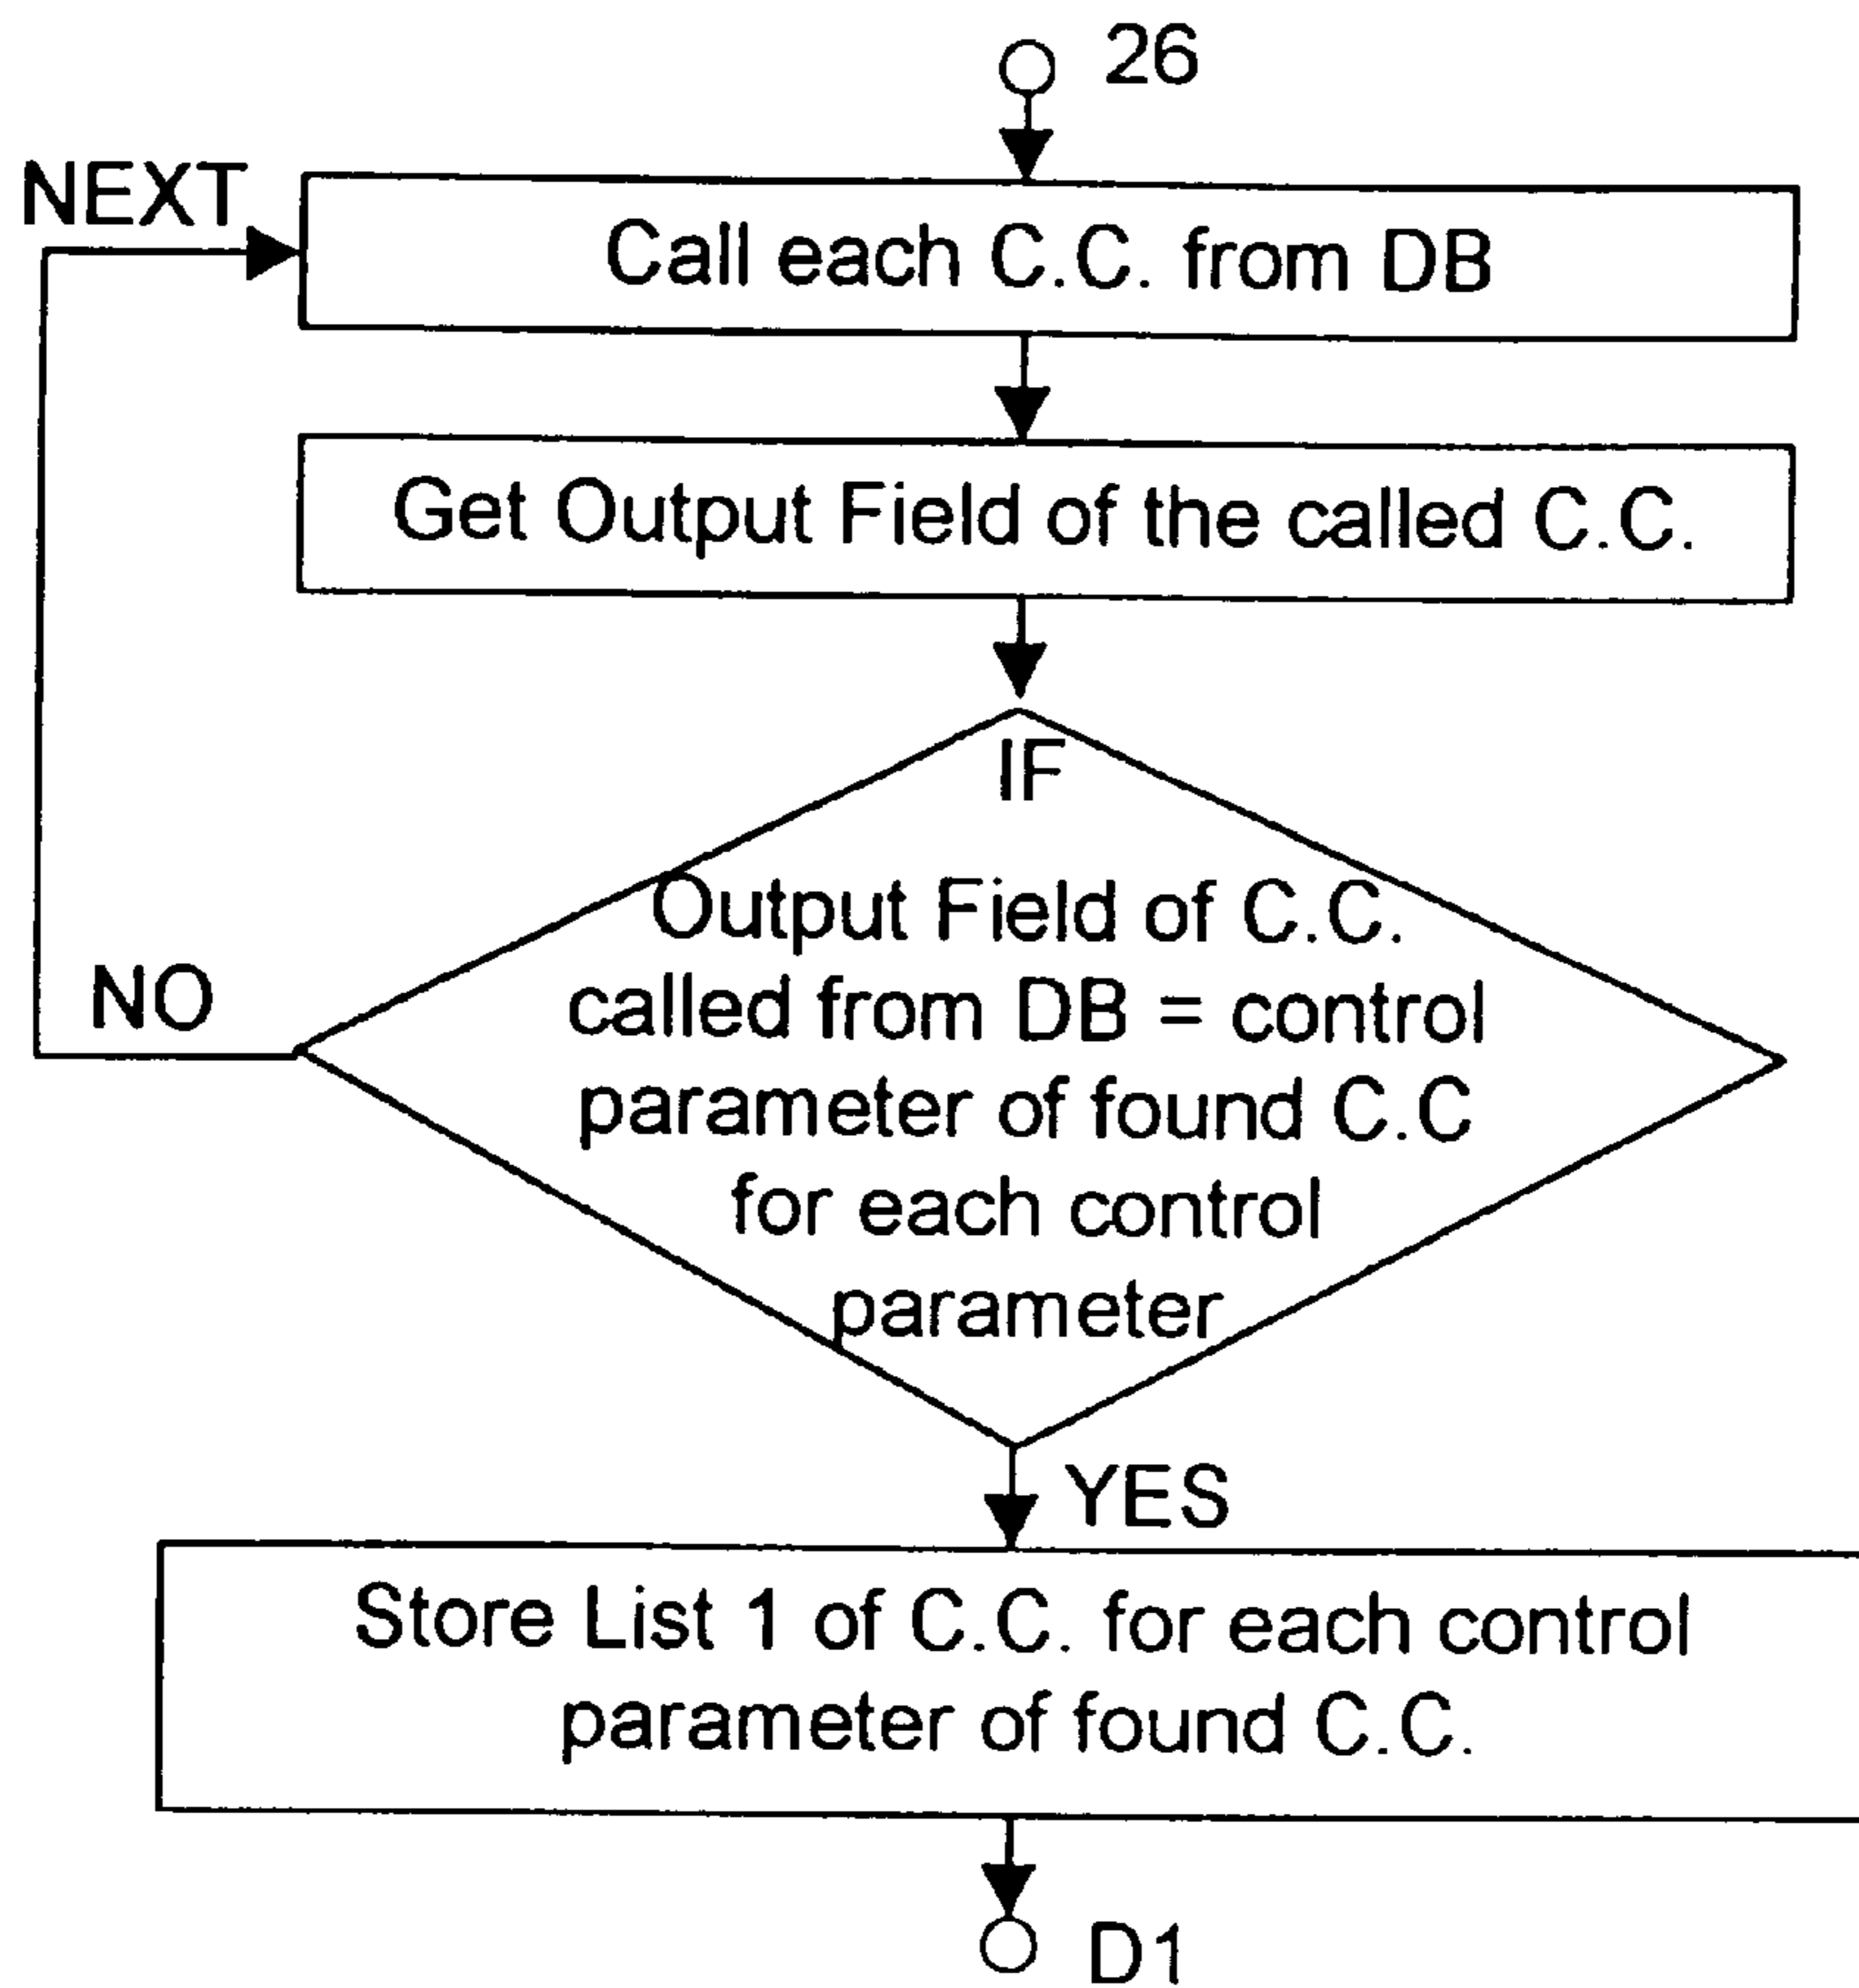 26
NEXT
Call each C.C. from DB
Get Output Field of the called C.C.
IF
Output Field of C.C.
called from DB = control
parameter of found C.C
for each control
parameter
NO
YES
Store List 1 of C.C. for each control
parameter of found C.C.
D1